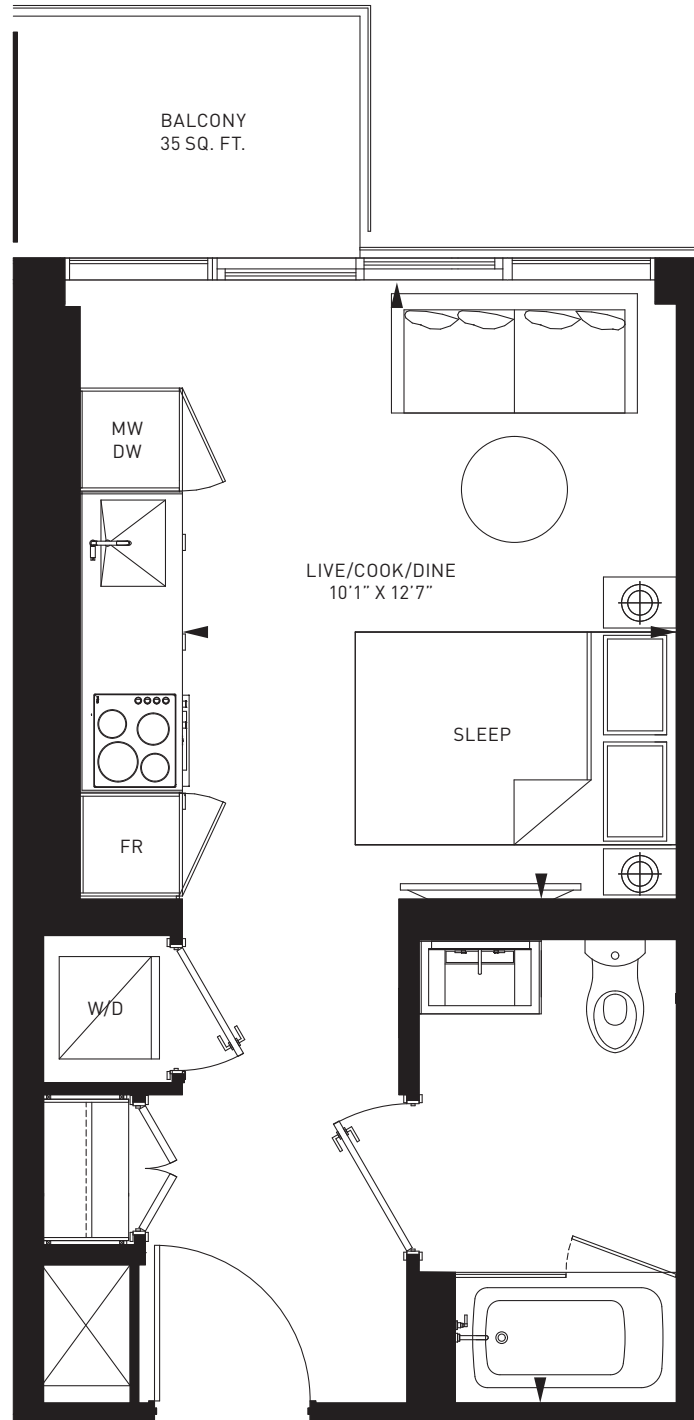 BALCONY
35 SQ. FT.
MW
DW
LIVE/COOK/DINE
10'1” X 12'7”
SLEEP
FR
W/D